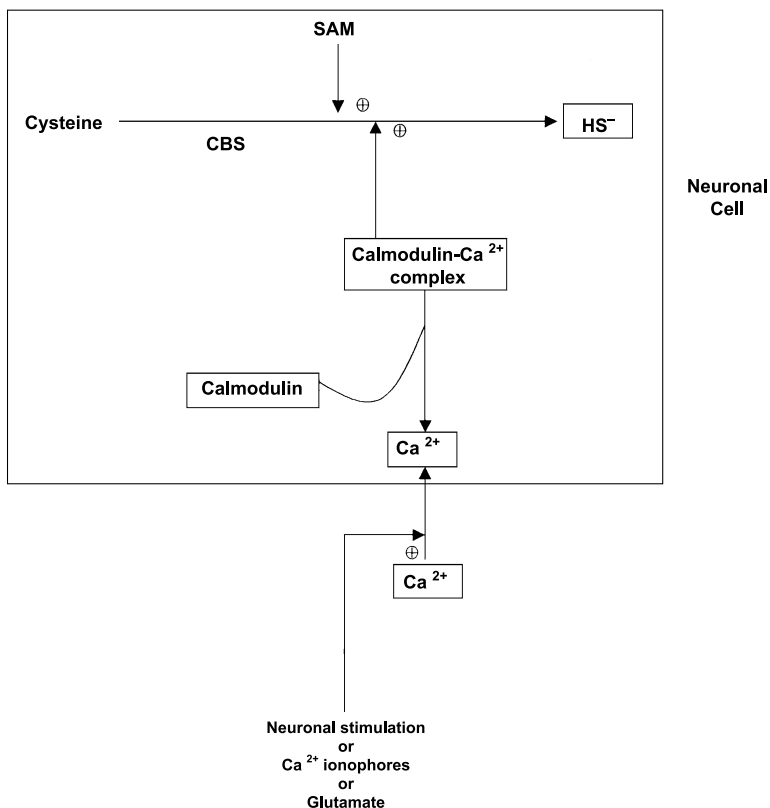 SAM
⊕
Cysteine
HS⁻
⊕
CBS
Neuronal
Cell
Calmodulin-Ca ²⁺
complex
Calmodulin
Ca ²⁺
⊕
Ca ²⁺
Neuronal stimulation
or
Ca ²⁺ ionophores
or
Glutamate